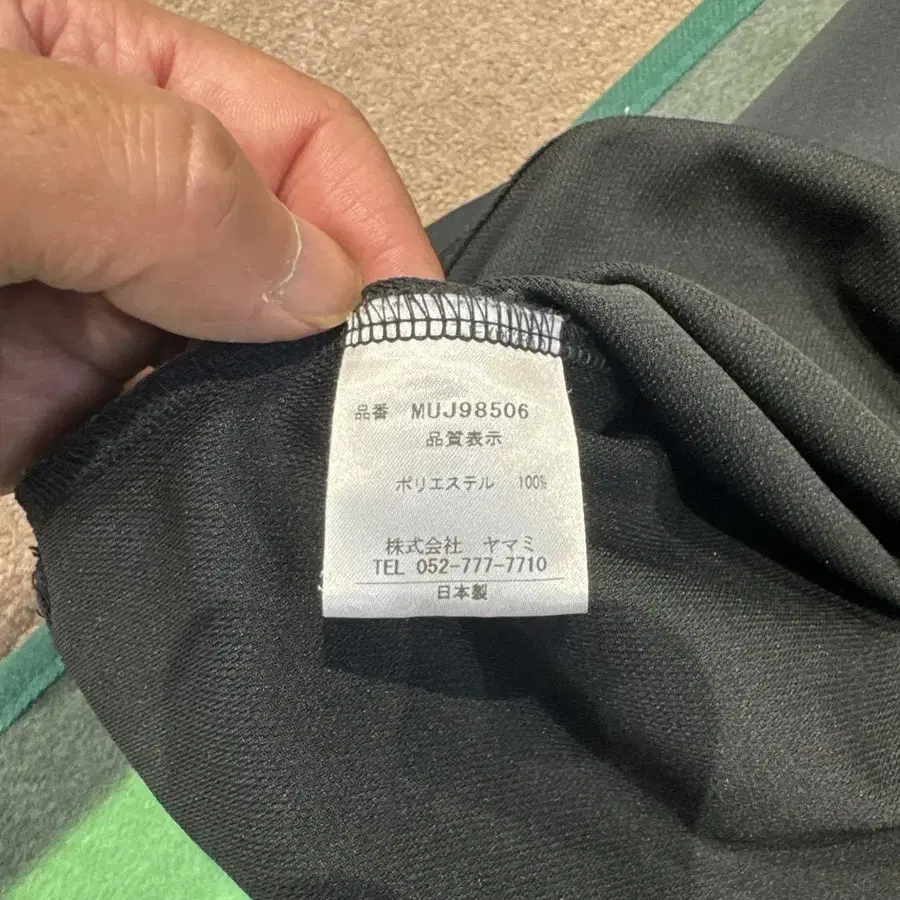 品番 MUJ98506
品質表示
ポリエステル 100%
株式会社 ヤマミ
TEL 052-777-7710
日本製